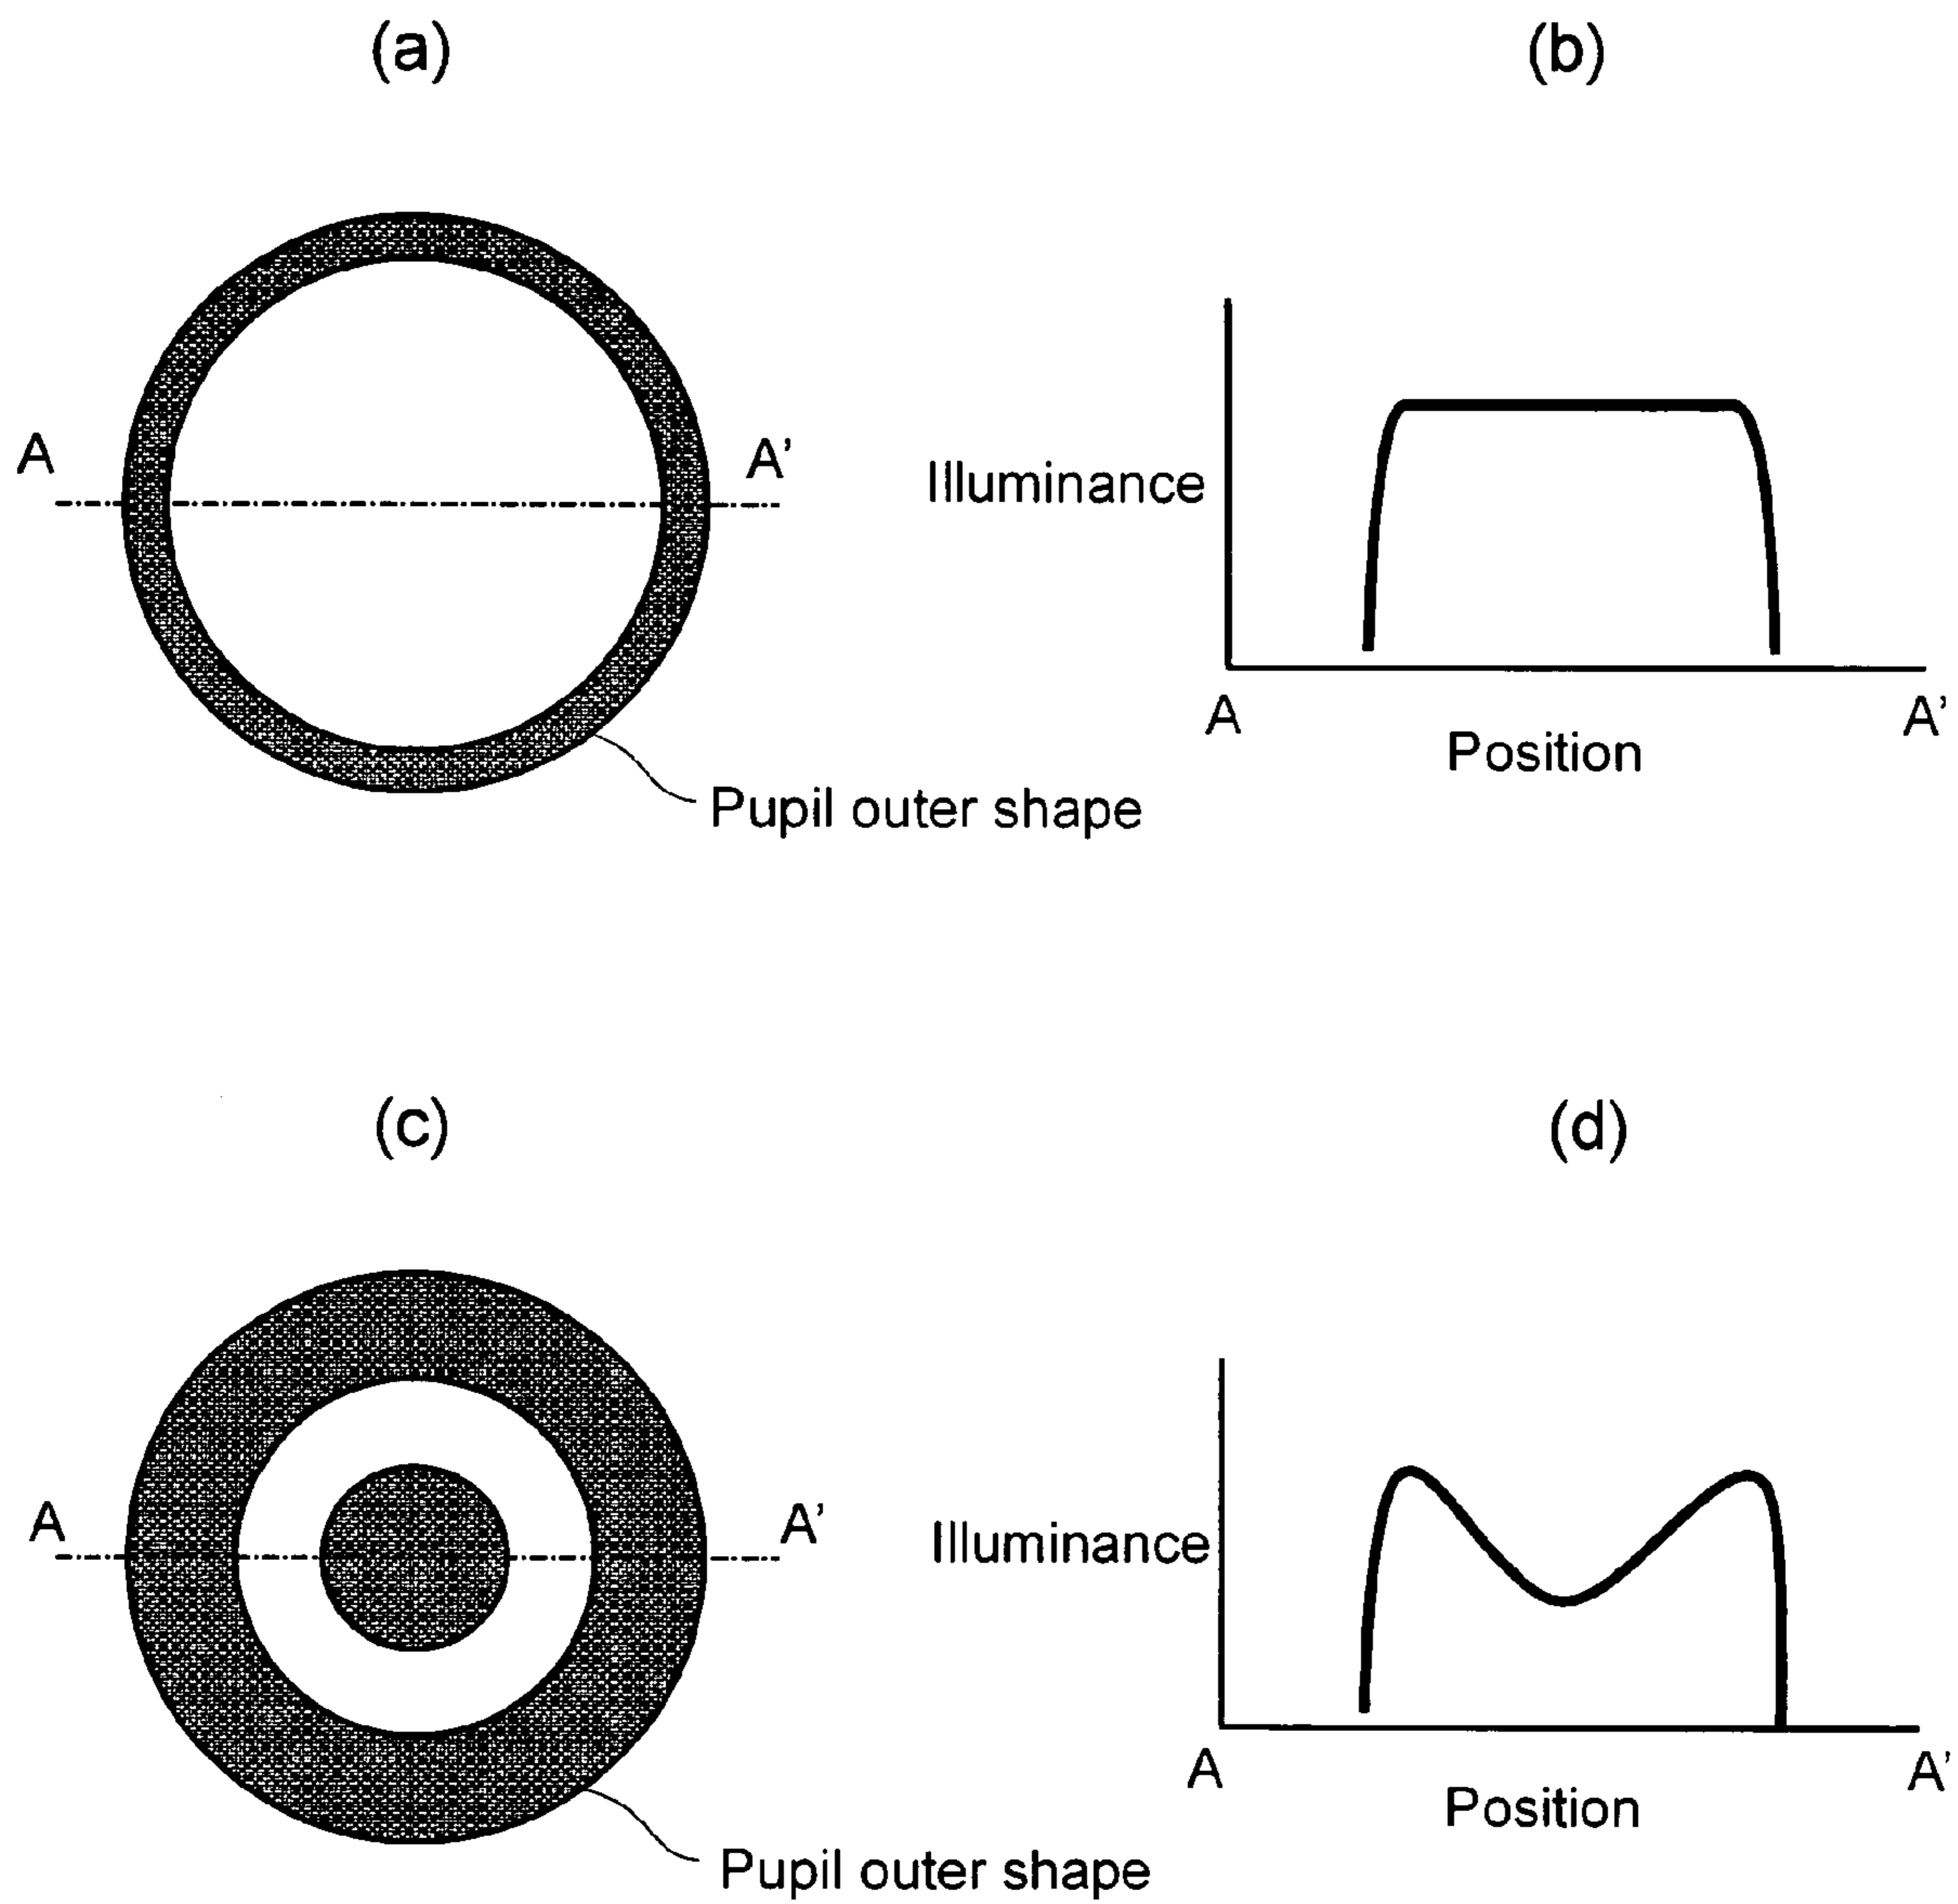 (a)
(b)
A
A'
Illuminance
A
A'
Position
Pupil outer shape
(c)
(d)
A
A'
Illuminance
A
A'
Position
Pupil outer shape